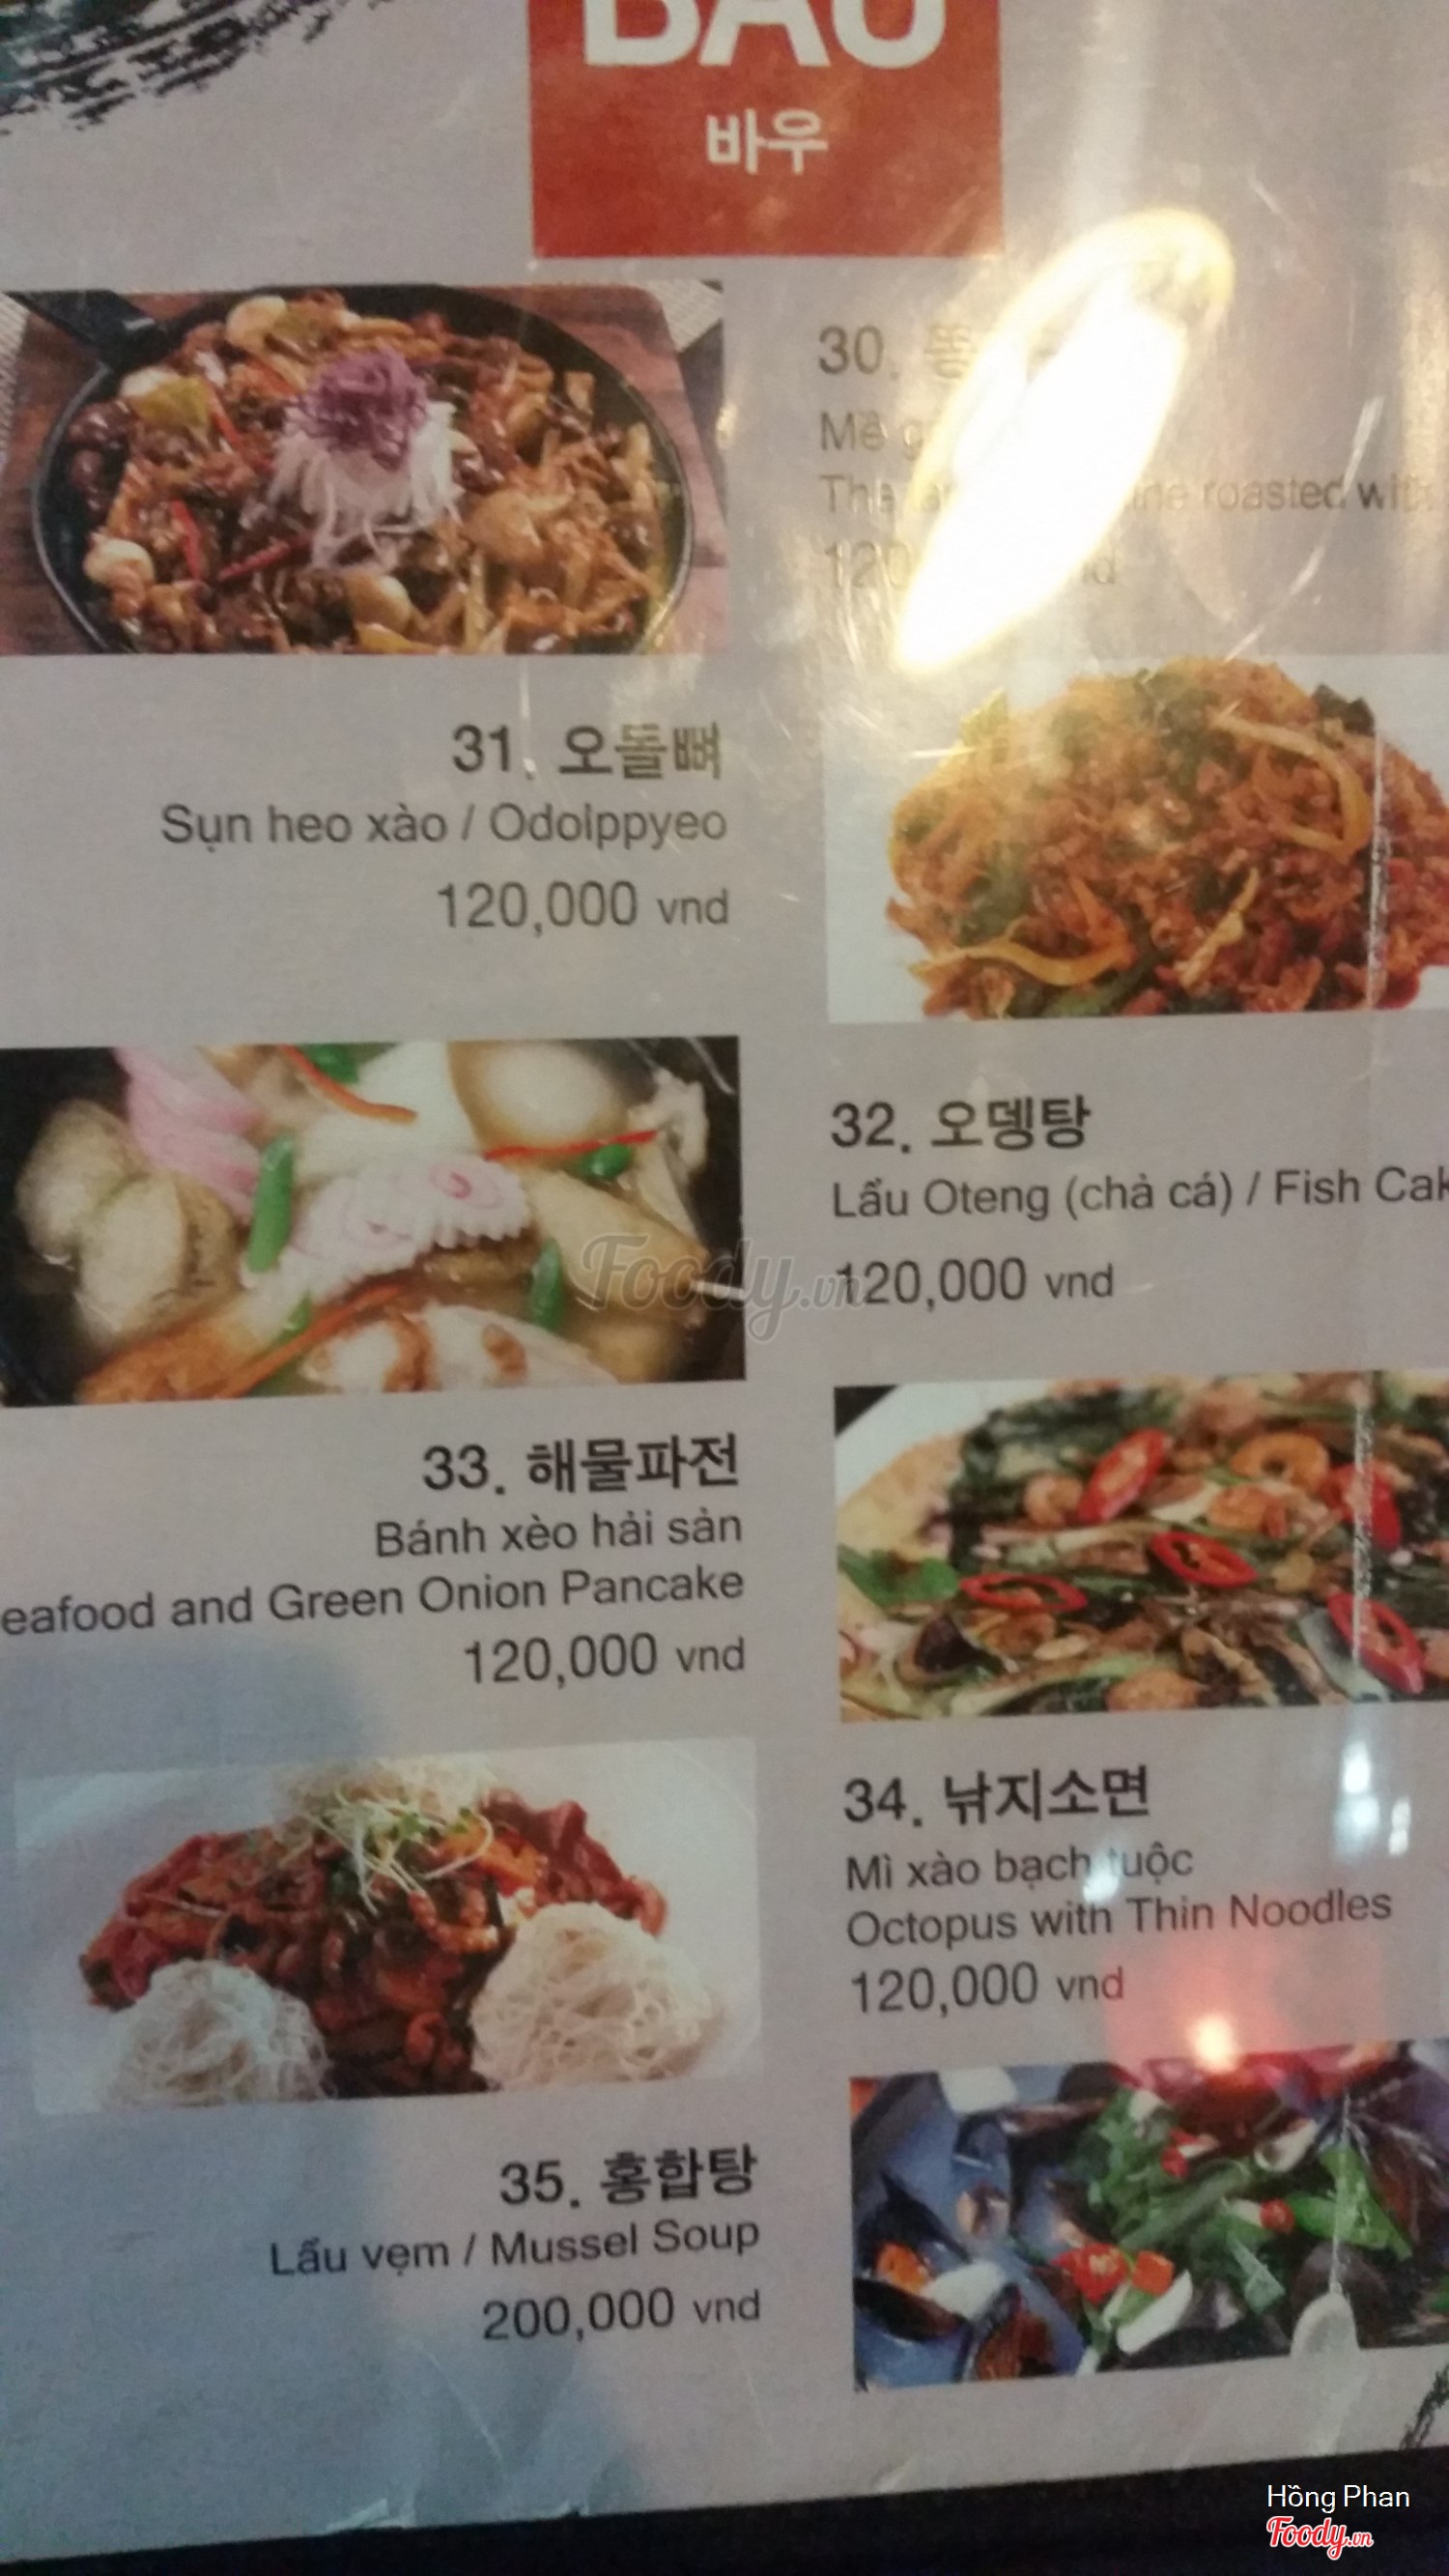 BAU
바우
30.
Mề
roasted with
31. 오돌뼈
Sụn heo xào / Odolppyeo
120,000 vnd
32. 오뎅탕
Lẩu Oteng (chả cá) / Fish Cak
120,000 vnd
33. 해물파전
Bánh xèo hải sản
eafood and Green Onion Pancake
120,000 vnd
34. 낚지소면
Mì xào bạch tuộc
Octopus with Thin Noodles
120,000 vnd
35. 홍합탕
Lẩu vẹm / Mussel Soup
200,000 vnd
Foody.vn
Hồng Phan
Foody.vn